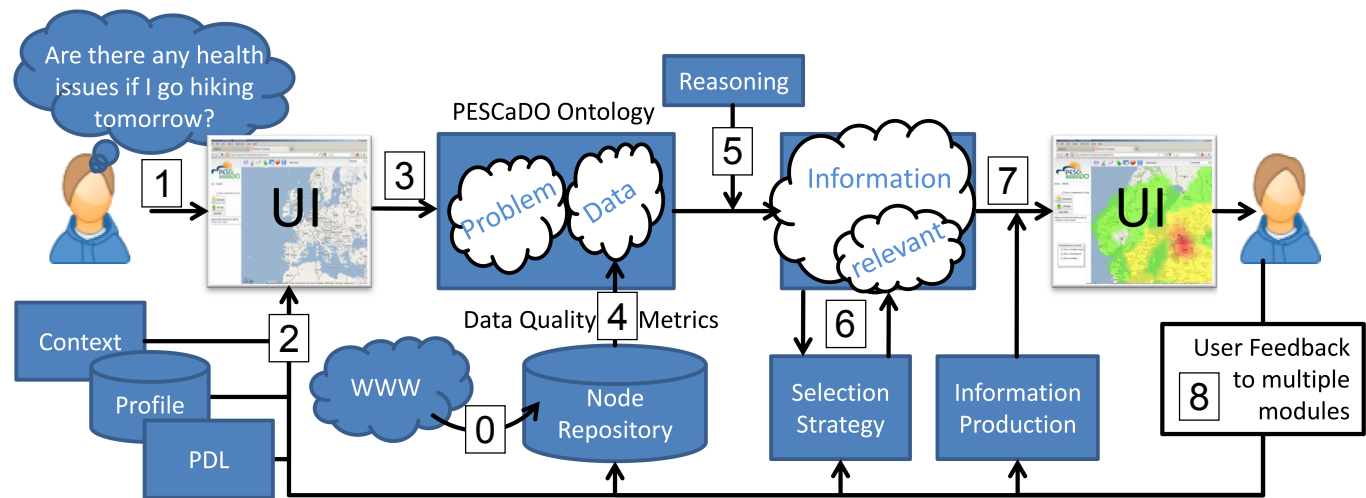 Are there any health
issues if I go hiking
tomorrow?
1
UI
3
PESCaDO Ontology
Problem
Data
Reasoning
5
Information
relevant
7
UI
2
Context
Profile
PDL
Data Quality 4 Metrics
WWW
0
Node
Repository
6
Selection
Strategy
Information
Production
User Feedback
to multiple
8
modules